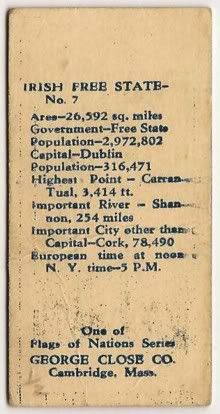 IRISH FREE STATE-
No. 7
Area-26,592 sq. miles
Government-Free State
Population-2,972,802
Capital-Dublin
Population-316,471
Highest Point - Carran-
Tual, 3,414 ft.
Important River - Shan-
non, 254 miles
Important City other than
Capital-Cork, 78,490
European time at noon
N. Y. time-5 P.M.
One of
Flags of Nations Series
GEORGE CLOSE CO.
Cambridge, Mass.